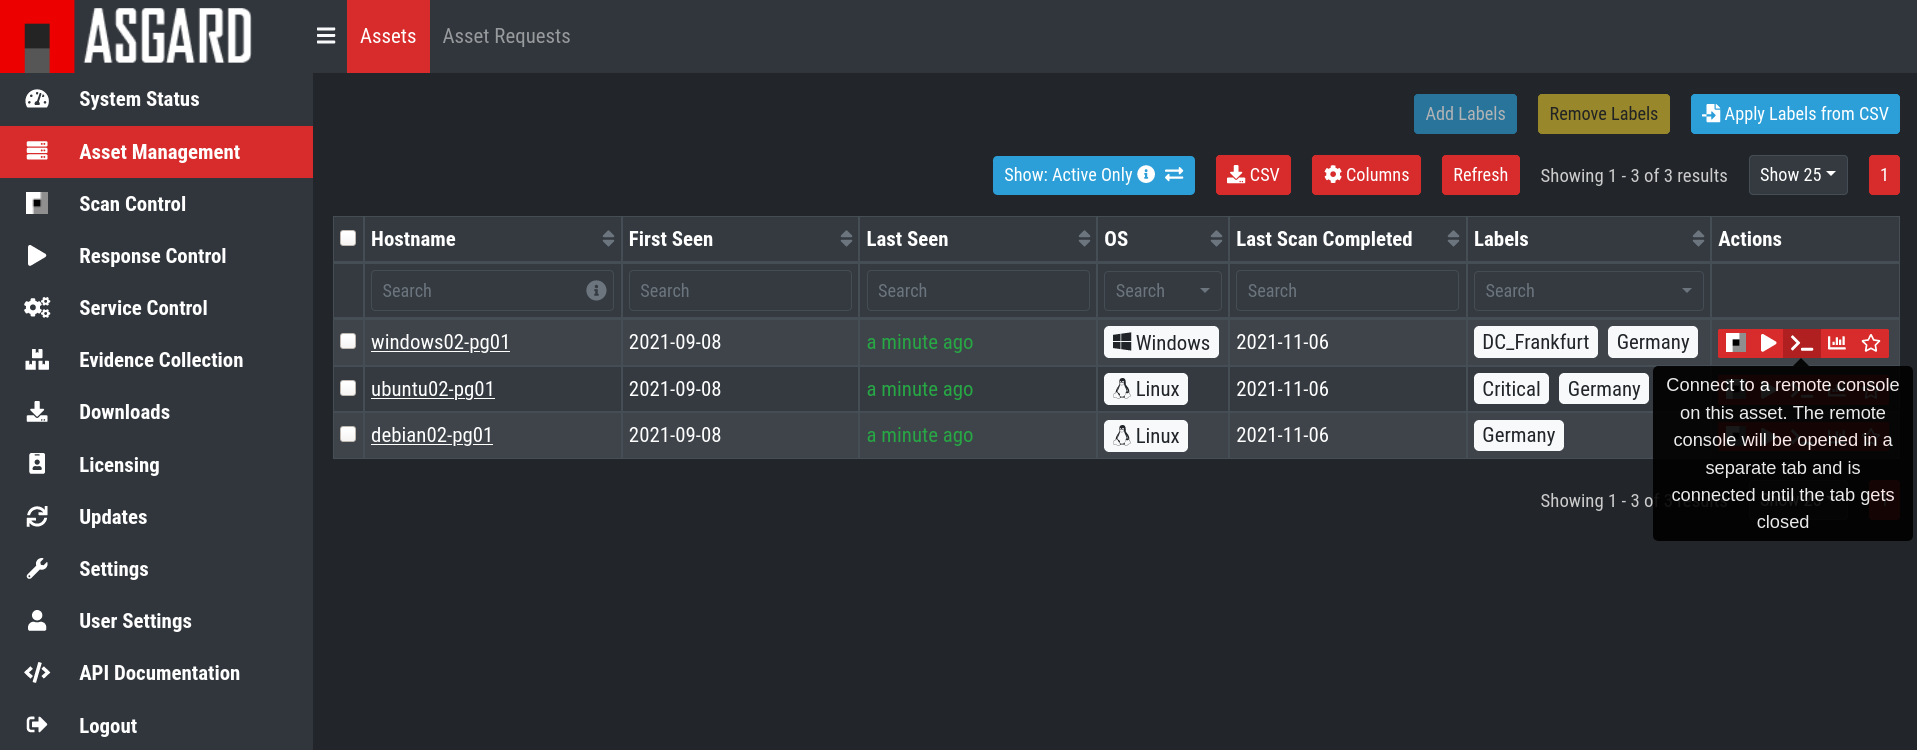 ASGARD
Assets
Asset Requests
System Status
Asset Management
Scan Control
Response Control
Service Control
Evidence Collection
Downloads
Licensing
Updates
Settings
User Settings
API Documentation
Logout
Add Labels
Remove Labels
Apply Labels from CSV
Show: Active Only
CSV
Columns
Refresh
Showing 1 - 3 of 3 results
Show 25
1
Hostname First Seen Last Seen OS Last Scan Completed Labels Actions
Search Search Search Search Search Search
windows02-pg01 2021-09-08 a minute ago Windows 2021-11-06 DC_Frankfurt Germany
ubuntu02-pg01 2021-09-08 a minute ago Linux 2021-11-06 Critical Germany
debian02-pg01 2021-09-08 a minute ago Linux 2021-11-06 Germany
Connect to a remote console
on this asset. The remote
console will be opened in a
separate tab and is
connected until the tab gets
closed
Showing 1 - 3 of 3 results